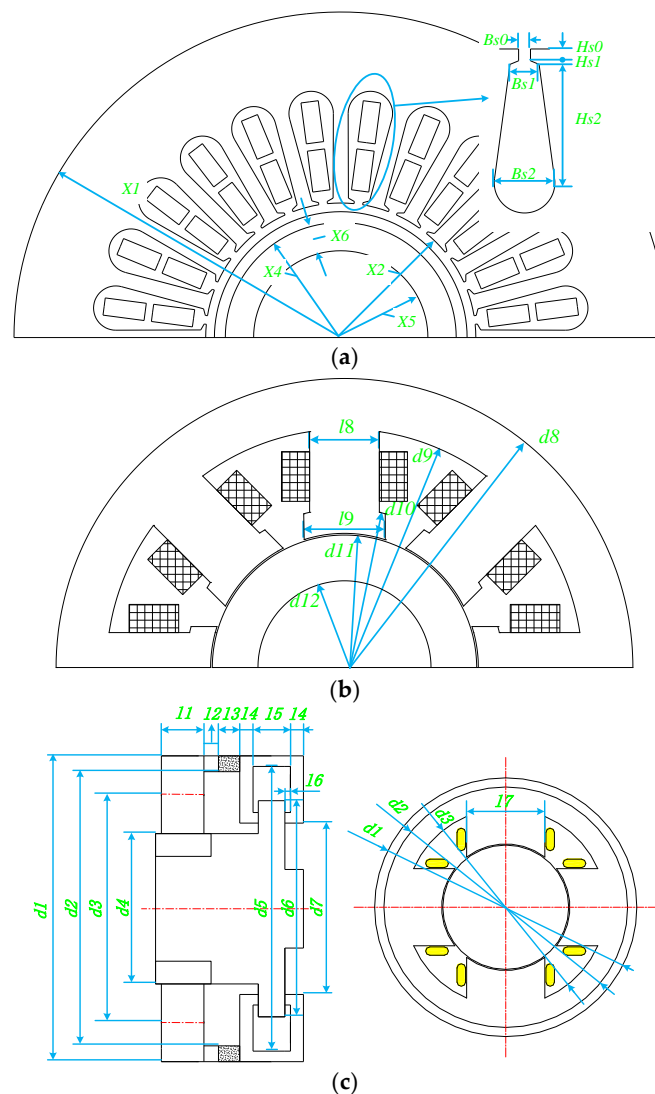 Bs0
Hs0
Hs1
Bs1
Hs2
Bs2
X1
X6
X4
X2
X5
(a)
l8
d8
d9
d10
l9
d11
d12
(b)
l1 l2 l3 l4 l5 l4
l6
d1
d2
d3
d4
d5
d6
d7
l7
d3
d2
d1
(c)